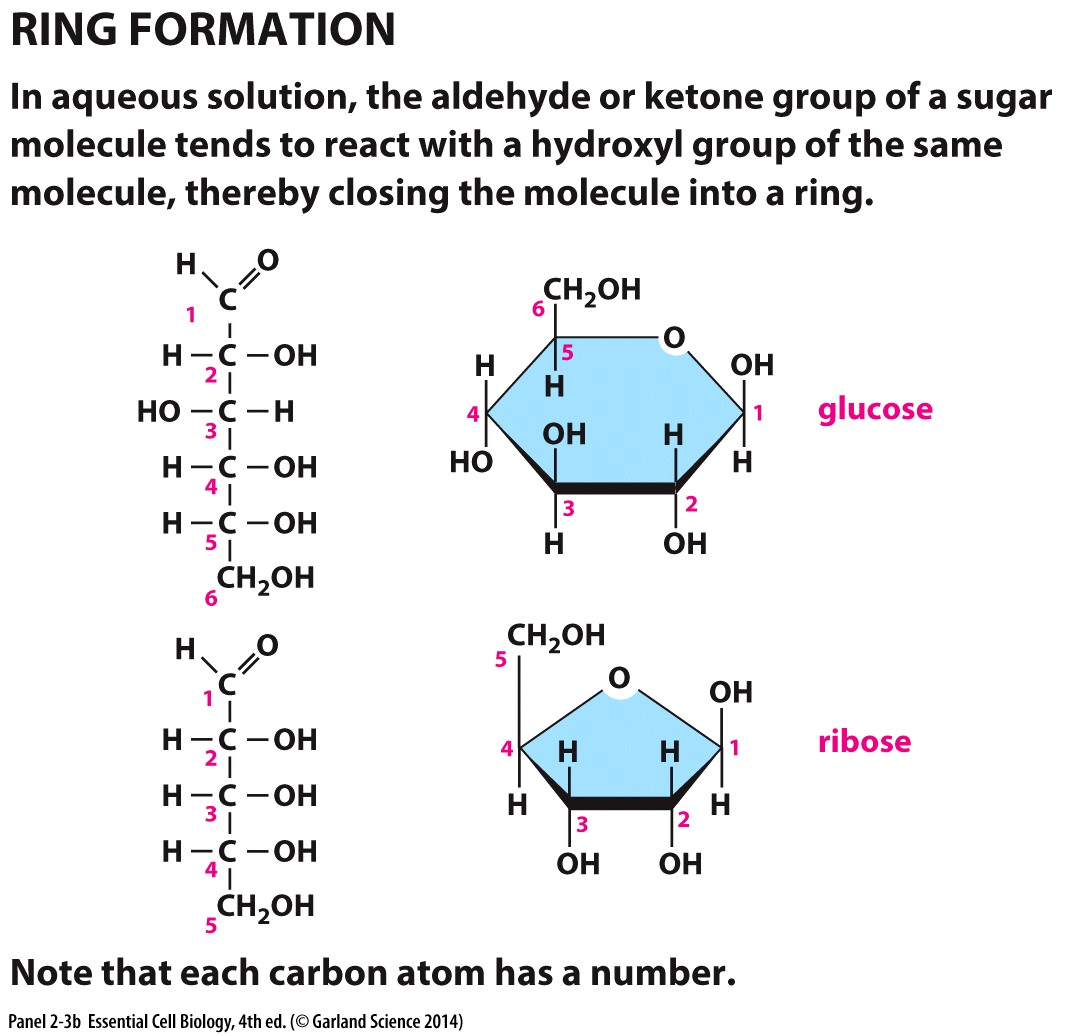 RING FORMATION
In aqueous solution, the aldehyde or ketone group of a sugar
molecule tends to react with a hydroxyl group of the same
molecule, thereby closing the molecule into a ring.
H O
C
1
H – C – OH
2
HO – C – H
3
H – C – OH
4
H – C – OH
5
CH₂OH
6
CH₂OH
6
O
5
H
H
OH
4
1
OH
H
HO
H
3
2
H
OH
glucose
H O
C
1
H – C – OH
2
H – C – OH
3
H – C – OH
4
CH₂OH
5
CH₂OH
5
O
OH
4
H
H
1
H
H
3
2
OH
OH
ribose
Note that each carbon atom has a number.
Panel 2-3b Essential Cell Biology, 4th ed. (© Garland Science 2014)